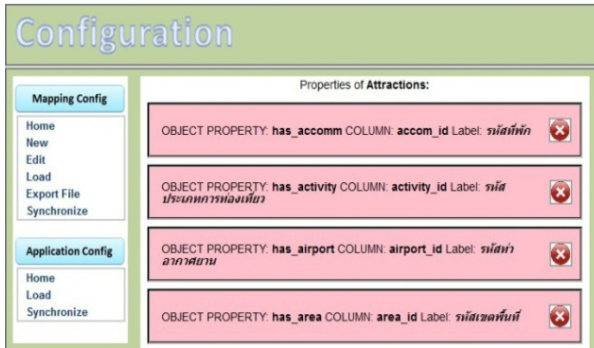 Configuration
Mapping Config
Home
New
Edit
Load
Export File
Synchronize
Application Config
Home
Load
Synchronize
Properties of Attractions:
OBJECT PROPERTY: has_accomm COLUMN: accom_id Label: รหัสที่พัก
OBJECT PROPERTY: has_activity COLUMN: activity_id Label: รหัส
ประเภทการท่องเที่ยว
OBJECT PROPERTY: has_airport COLUMN: airport_id Label: รหัสท่า
อากาศยาน
OBJECT PROPERTY: has_area COLUMN: area_id Label: รหัสเขตพื้นที่